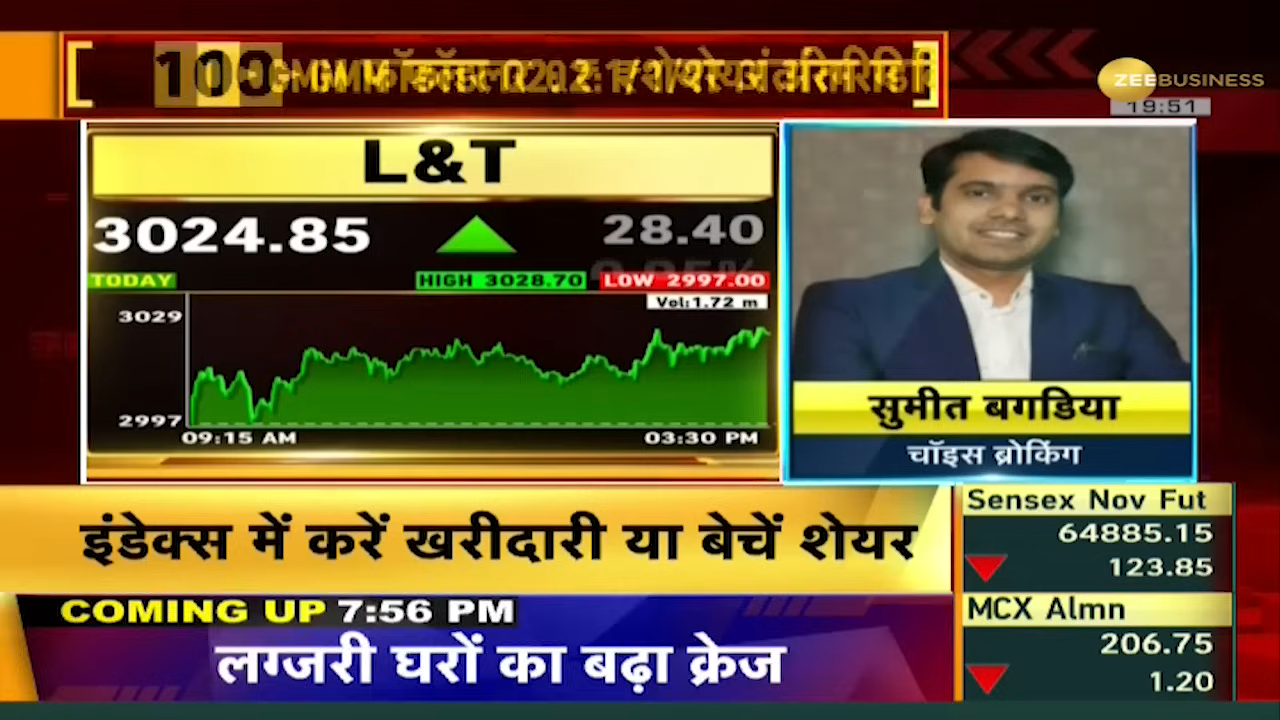 ZEEBUSINESS
19:51
L&T
3024.85
28.40
TODAY
HIGH 3028.70
LOW 2997.00
Vol:1.72 m
3029
2997
09:15 AM
03:30 PM
सुमीत बगडिया
चॉइस ब्रोकिंग
इंडेक्स में करें खरीदारी या बेचें शेयर
COMING UP 7:56 PM
लग्जरी घरों का बढ़ा क्रेज
Sensex Nov Fut
64885.15
123.85
MCX Almn
206.75
1.20